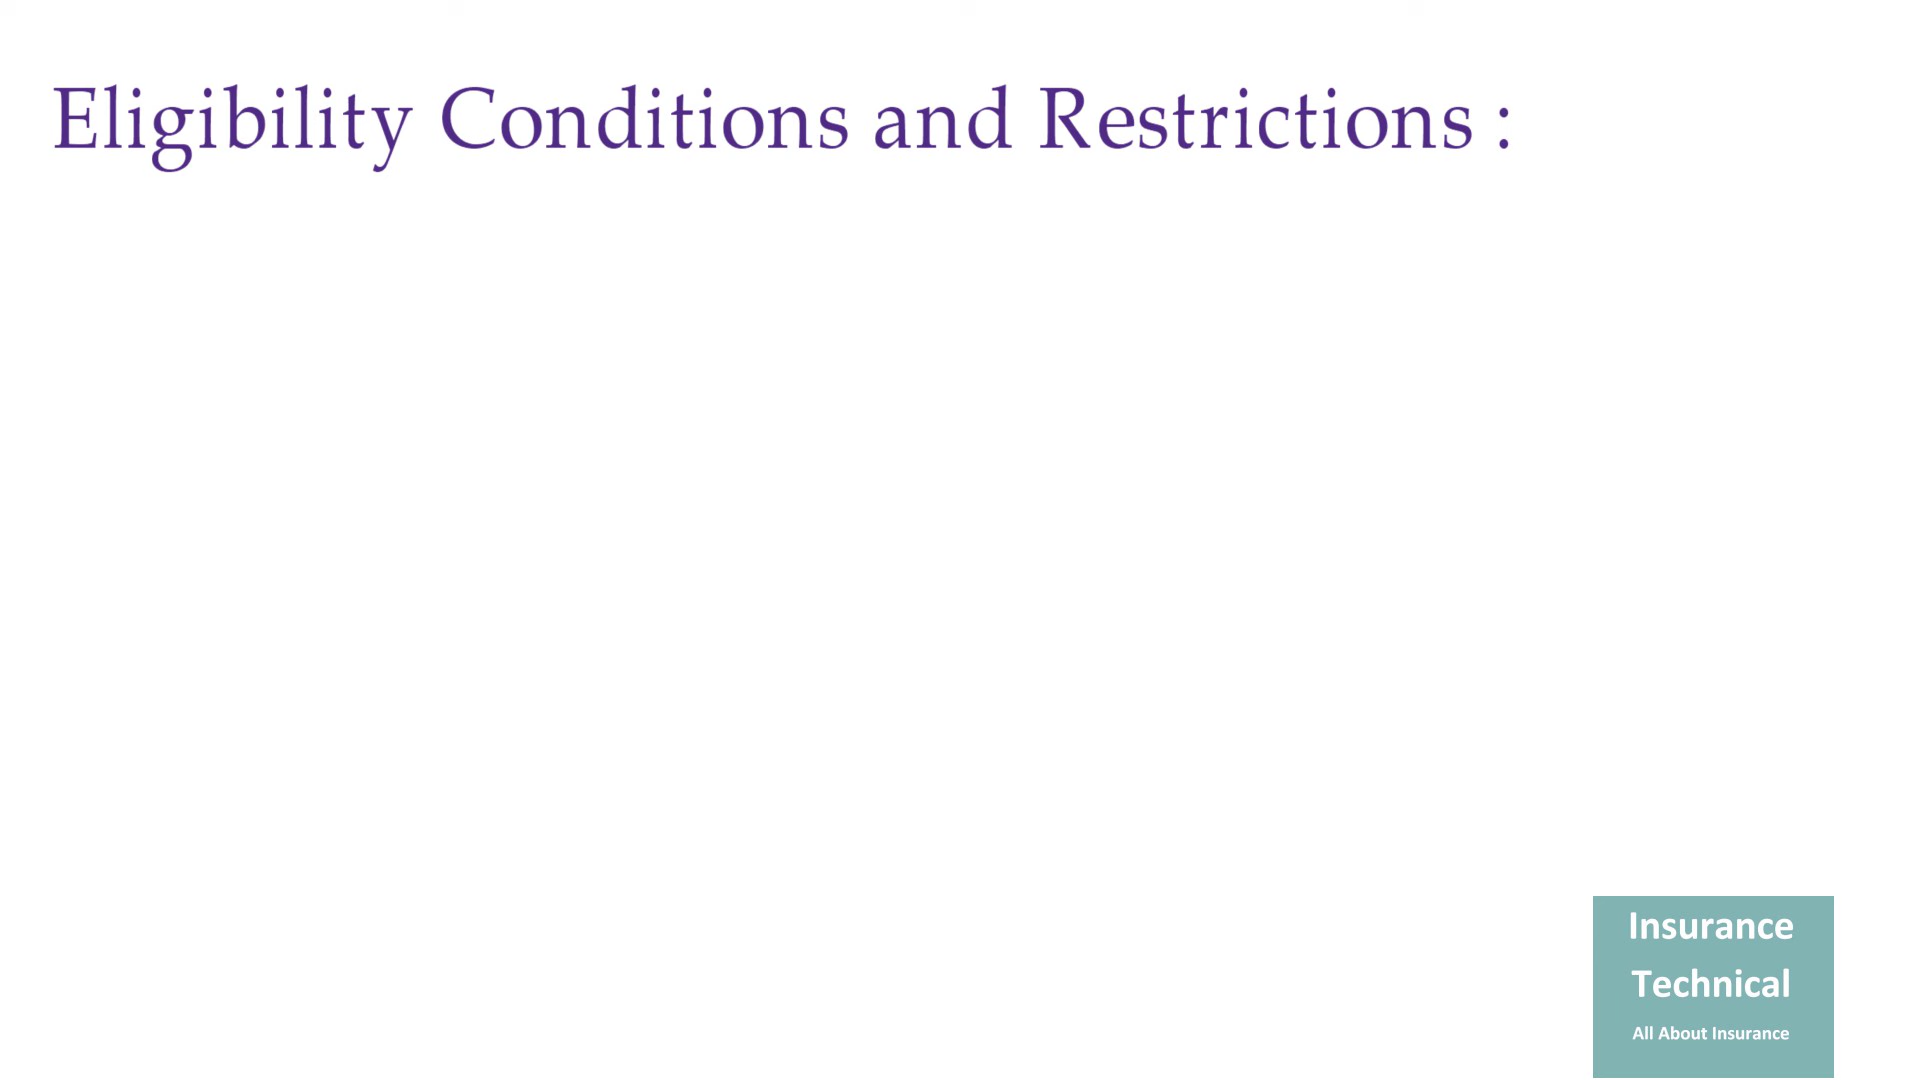 Eligibility Conditions and Restrictions :
Insurance
Technical
All About Insurance